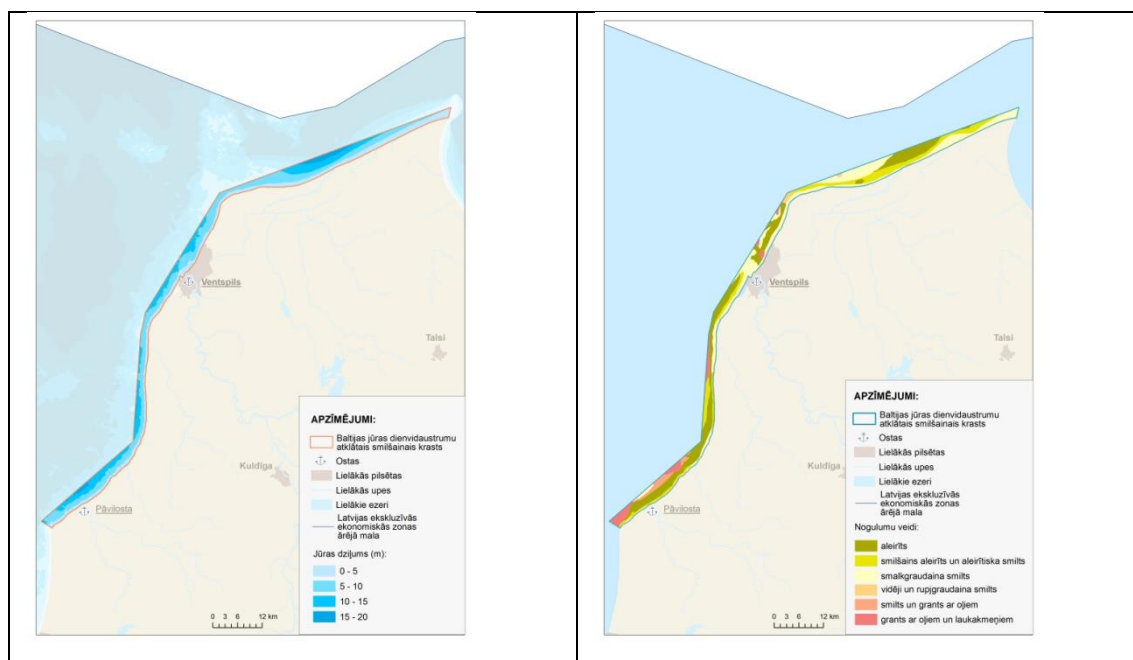 Ventspils
Talsi
Kuldīga
Pāvilosta
APZĪMĒJUMI:
Baltijas jūras dienvidaustrumu
atklātais smilšainais krasts
Ostas
Lielākās pilsētas
Lielākās upes
Lielākie ezeri
Latvijas ekskluzīvās
ekonomiskās zonas
ārējā mala
Jūras dziļums (m):
0 - 5
5 - 10
10 - 15
15 - 20
0 3 6 12 km
Ventspils
Talsi
Kuldīga
Pāvilosta
APZĪMĒJUMI:
Baltijas jūras dienvidaustrumu
atklātais smilšainais krasts
Ostas
Lielākās pilsētas
Lielākās upes
Lielākie ezeri
Latvijas ekskluzīvās
ekonomiskās zonas
ārējā mala
Nogulumu veidi:
aleirīts
smilšains aleirīts un aleirītiska smilts
smalkgraudaina smilts
vidēji un rupjgraudaina smilts
smilts un grants ar oļiem
grants ar oļiem un laukakmeņiem
0 3 6 12 km